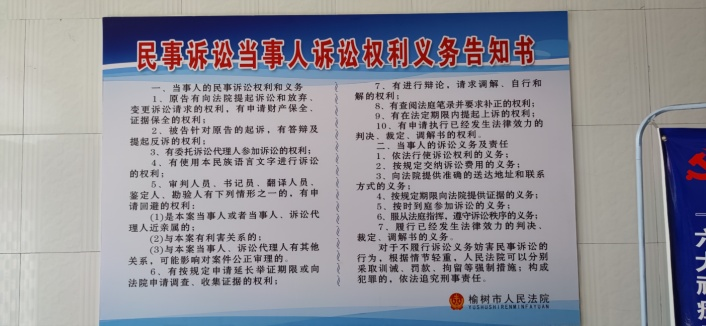 民事诉讼当事人诉讼权利义务告知书
一、当事人的民事诉讼权利和义务
1、原告有向法院提起诉讼和放弃、
变更诉讼请求的权利，有申请财产保全、
证据保全的权利；
2、被告针对原告的起诉，有答辩及
提起反诉的权利；
3、有委托诉讼代理人参加诉讼的权利；
4、有使用本民族语言文字进行诉讼
的权利；
5、审判人员、书记员、翻译人员、
鉴定人、勘验人有下列情形之一的，有申
请回避的权利：
(1)是本案当事人或者当事人、诉讼代
理人近亲属的；
(2)与本案有利害关系的；
(3)与本案当事人、诉讼代理人有其他
关系，可能影响对案件公正审理的。
6、有按规定申请延长举证期限或向
法院申请调查、收集证据的权利；
7、有进行辩论，请求调解、自行和
解的权利；
8、有查阅法庭笔录并要求补正的权利；
9、有在法定期限内提起上诉的权利；
10、有申请执行已经发生法律效力的
判决、裁定、调解书的权利。
二、当事人的诉讼义务及责任
1、依法行使诉讼权利的义务；
2、按规定交纳诉讼费用的义务；
3、向法院提供准确的送达地址和联系
方式的义务；
4、按规定期限向法院提供证据的义务；
5、按时到庭参加诉讼的义务；
6、服从法庭指挥，遵守诉讼秩序的义务；
7、履行已经发生法律效力的判决、
裁定、调解书的义务。
对于不履行诉讼义务妨害民事诉讼的
行为，根据情节轻重，人民法院可以分别
采取训诫、罚款、拘留等强制措施；构成
犯罪的，依法追究刑事责任。
榆树市人民法院
YUSHUSHIRENMINFAYUAN
六大顽